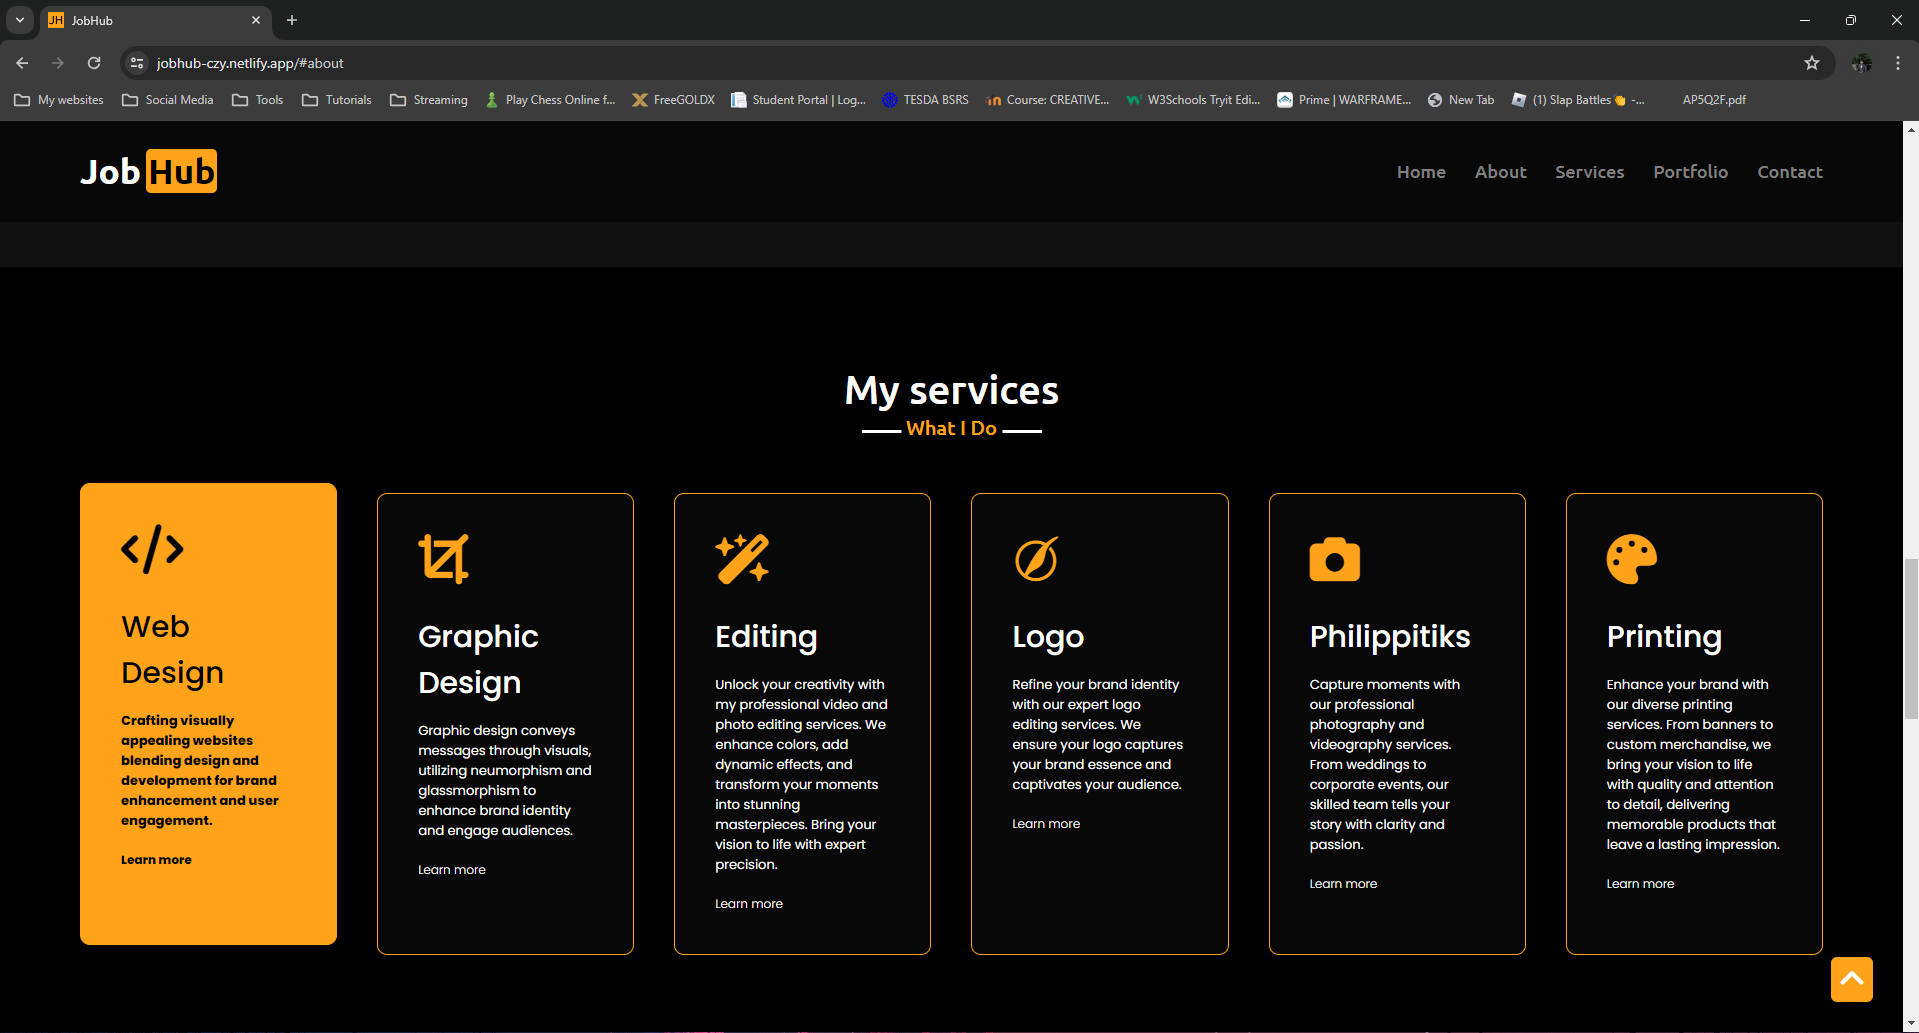 JH JobHub
jobhub-czy.netlify.app/#about
My websites Social Media Tools Tutorials Streaming Play Chess Online f... FreeGOLDX Student Portal | Log... TESDA BSRS Course: CREATIVE... W3Schools Tryit Edi... Prime | WARFRAME... New Tab (1) Slap Battles👏 -... AP5Q2F.pdf
Job Hub
Home About Services Portfolio Contact
My services
What I Do
Web
Design
Crafting visually
appealing websites
blending design and
development for brand
enhancement and user
engagement.
Learn more
Graphic
Design
Graphic design conveys
messages through visuals,
utilizing neumorphism and
glassmorphism to
enhance brand identity
and engage audiences.
Learn more
Editing
Unlock your creativity with
my professional video and
photo editing services. We
enhance colors, add
dynamic effects, and
transform your moments
into stunning
masterpieces. Bring your
vision to life with expert
precision.
Learn more
Logo
Refine your brand identity
with our expert logo
editing services. We
ensure your logo captures
your brand essence and
captivates your audience.
Learn more
Philippitiks
Capture moments with
our professional
photography and
videography services.
From weddings to
corporate events, our
skilled team tells your
story with clarity and
passion.
Learn more
Printing
Enhance your brand with
our diverse printing
services. From banners to
custom merchandise, we
bring your vision to life
with quality and attention
to detail, delivering
memorable products that
leave a lasting impression.
Learn more